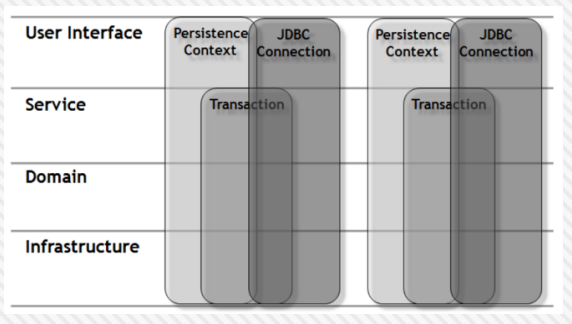 User Interface
Persistence
Context
JDBC
Connection
Persistence
Context
JDBC
Connection
Service
Transaction
Transaction
Domain
Infrastructure